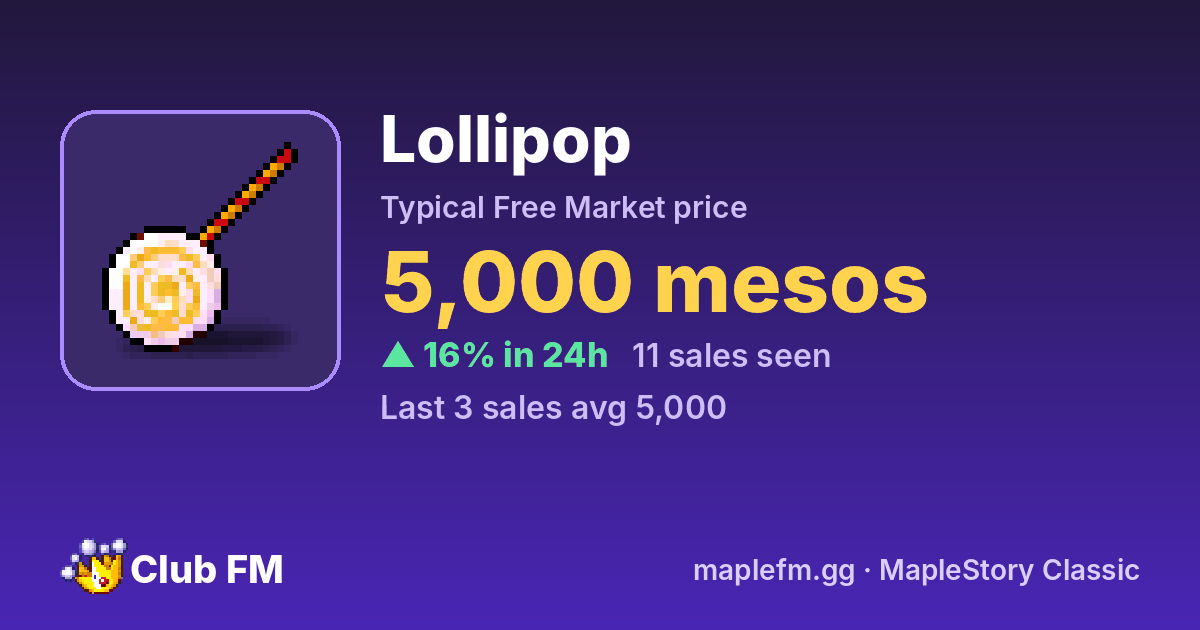 Lollipop
Typical Free Market price
5,000 mesos
▲ 16% in 24h 11 sales seen
Last 3 sales avg 5,000
Club FM
maplefm.gg · MapleStory Classic